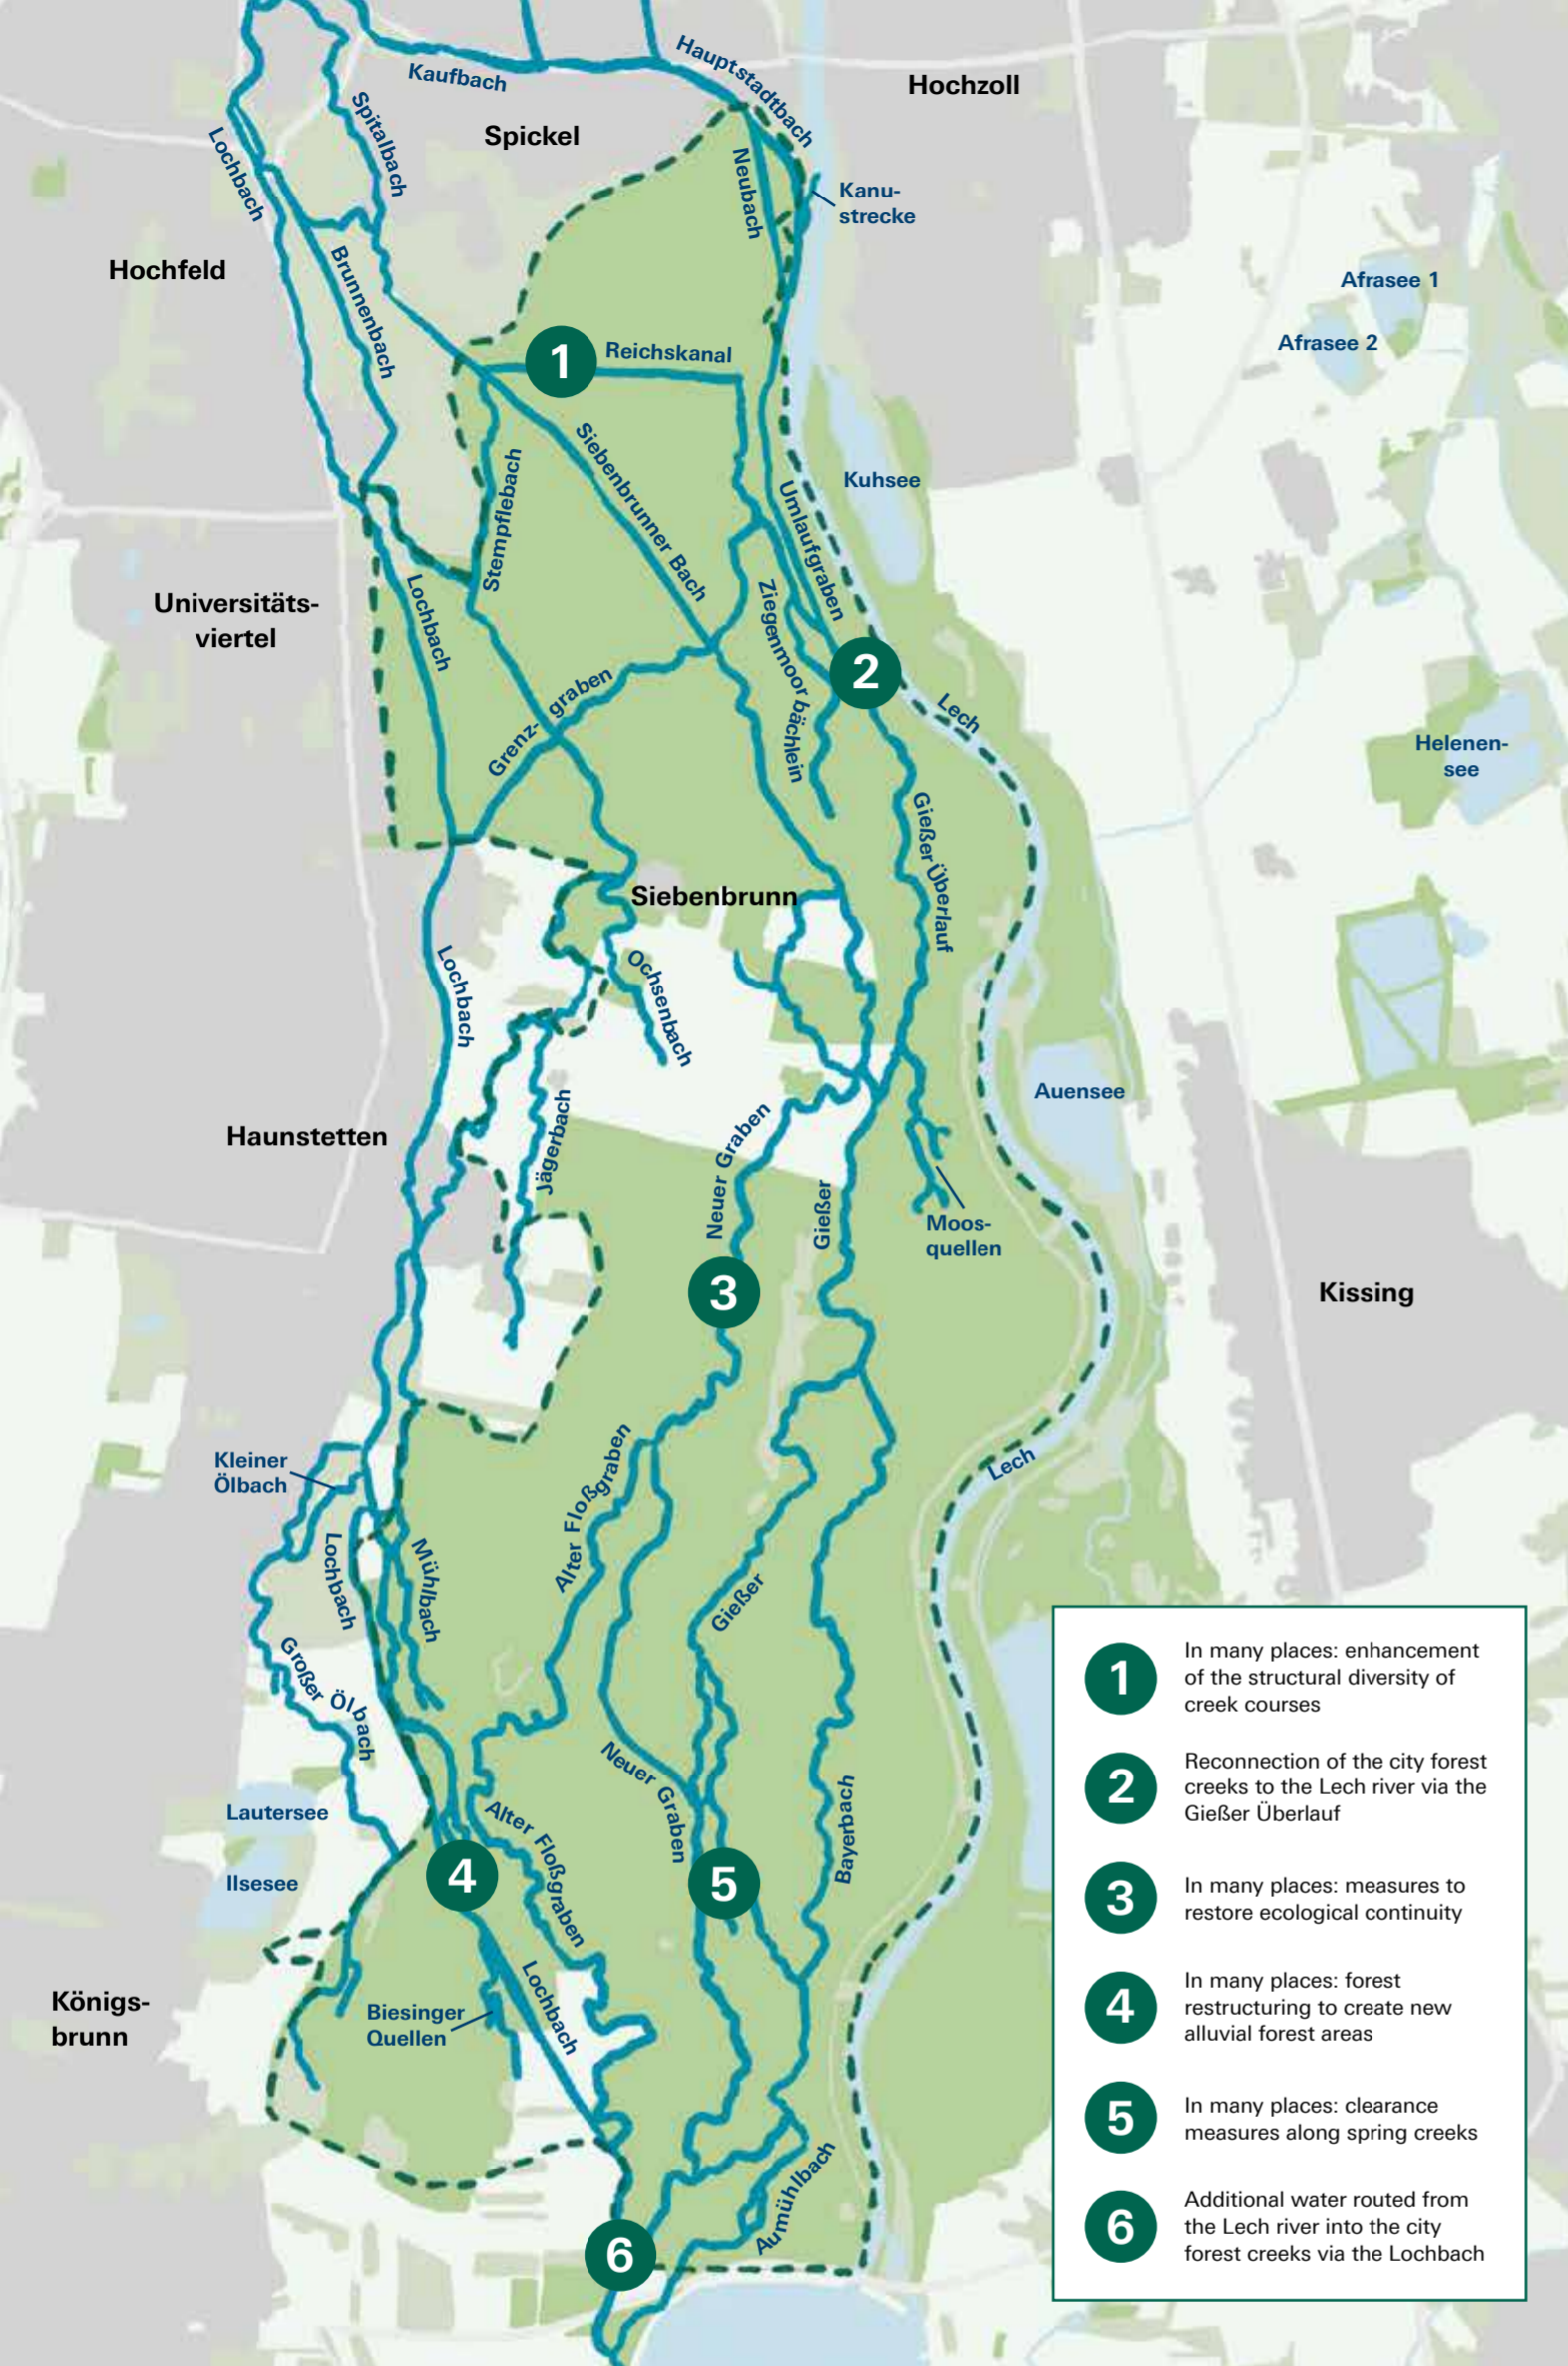 Hauptstadtbach
Kaufbach
Hochzoll
Spickel
Spitalbach
Lochbach
Neubach
Kanu-
strecke
Hochfeld
Brunnenbach
Afrasee 1
Afrasee 2
1
Reichskanal
Siebenbrunner Bach
Stempflebach
Kuhsee
Umlaufgraben
Universitäts-
viertel
Lochbach
Ziegenmoorbächlein
2
Grenz-graben
Lech
Helenen-
see
Gießer Überlauf
Siebenbrunn
Lochbach
Ochsenbach
Auensee
Haunstetten
Jägerbach
Neuer Graben
Gießer
Moos-
quellen
3
Kissing
Kleiner
Ölbach
Alter Floßgraben
Lech
Lochbach
Mühlbach
Gießer
Großer Ölbach
Neuer Graben
Bayerbach
Lautersee
Alter Floßgraben
Ilsesee
4
5
Königs-
brunn
Biesinger
Quellen
Lochbach
Aumühlbach
6
1
In many places: enhancement
of the structural diversity of
creek courses
2
Reconnection of the city forest
creeks to the Lech river via the
Gießer Überlauf
3
In many places: measures to
restore ecological continuity
4
In many places: forest
restructuring to create new
alluvial forest areas
5
In many places: clearance
measures along spring creeks
6
Additional water routed from
the Lech river into the city
forest creeks via the Lochbach